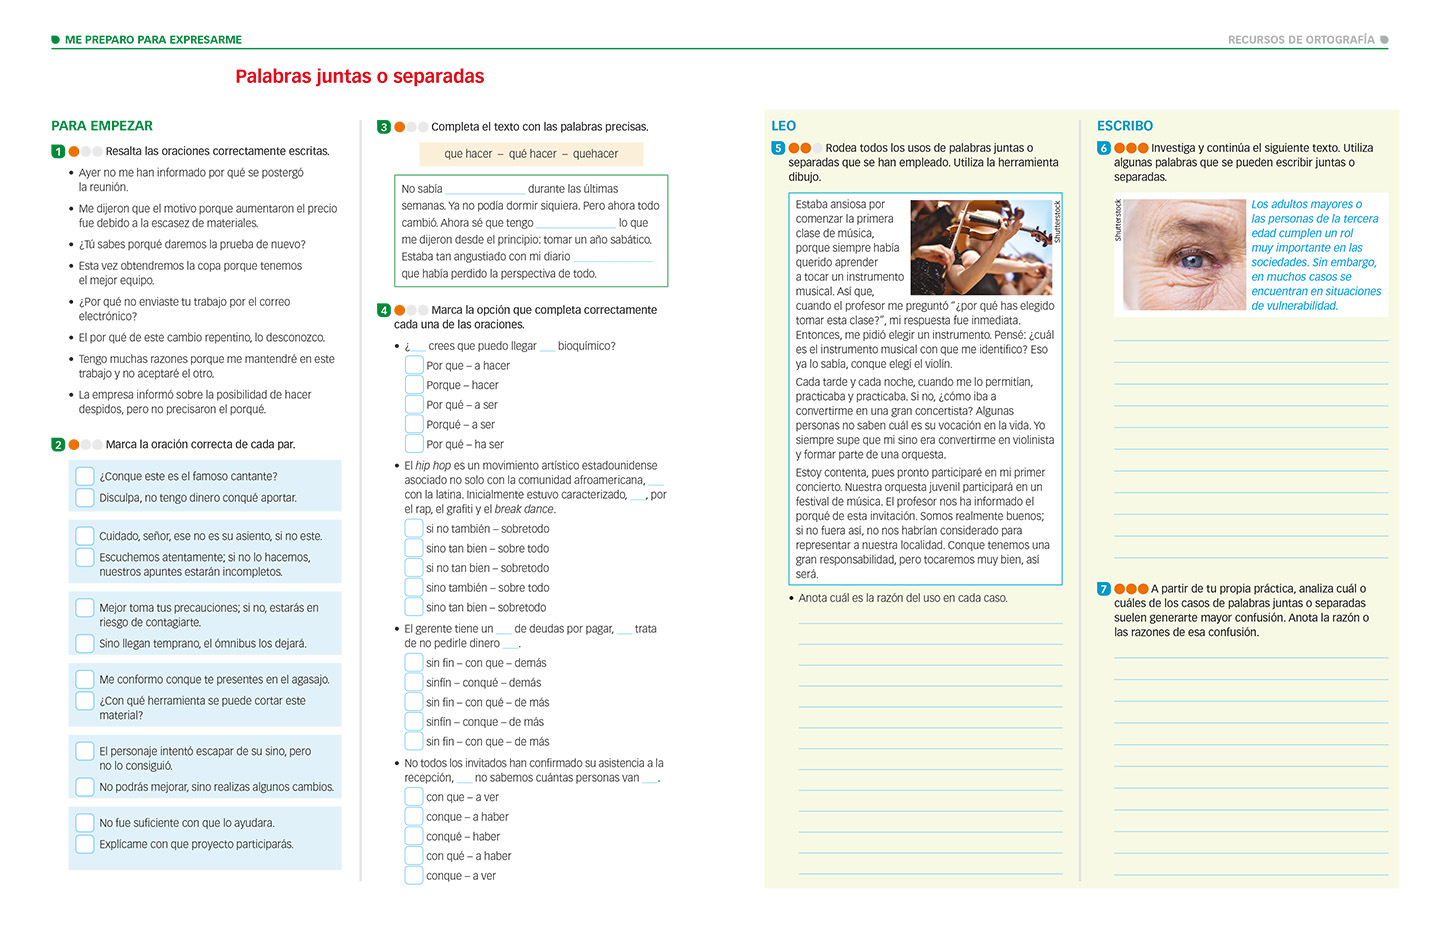 ME PREPARO PARA EXPRESARME
RECURSOS DE ORTOGRAFÍA
Palabras juntas o separadas
PARA EMPEZAR
1 Resalta las oraciones correctamente escritas.
• Ayer no me han informado por qué se postergó
la reunión.
• Me dijeron que el motivo porque aumentaron el precio
fue debido a la escasez de materiales.
• ¿Tú sabes porqué daremos la prueba de nuevo?
• Esta vez obtendremos la copa porque tenemos
el mejor equipo.
• ¿Por qué no enviaste tu trabajo por el correo
electrónico?
• El por qué de este cambio repentino, lo desconozco.
• Tengo muchas razones porque me mantendré en este
trabajo y no aceptaré el otro.
• La empresa informó sobre la posibilidad de hacer
despidos, pero no precisaron el porqué.
2 Marca la oración correcta de cada par.
¿Conque este es el famoso cantante?
Disculpa, no tengo dinero conqué aportar.
Cuidado, señor, ese no es su asiento, si no este.
Escuchemos atentamente; si no lo hacemos,
nuestros apuntes estarán incompletos.
Mejor toma tus precauciones; si no, estarás en
riesgo de contagiarte.
Sino llegan temprano, el ómnibus los dejará.
Me conformo conque te presentes en el agasajo.
¿Con qué herramienta se puede cortar este
material?
El personaje intentó escapar de su sino, pero
no lo consiguió.
No podrás mejorar, sino realizas algunos cambios.
No fue suficiente con que lo ayudara.
Explícame con que proyecto participarás.
3 Completa el texto con las palabras precisas.
que hacer – qué hacer – quehacer
No sabía ______ durante las últimas
semanas. Ya no podía dormir siquiera. Pero ahora todo
cambió. Ahora sé que tengo ______ lo que
me dijeron desde el principio: tomar un año sabático.
Estaba tan angustiado con mi diario ______
que había perdido la perspectiva de todo.
4 Marca la opción que completa correctamente
cada una de las oraciones.
• ¿___ crees que puedo llegar ___ bioquímico?
Por que – a hacer
Porque – hacer
Por qué – a ser
Porqué – a ser
Por qué – ha ser
• El hip hop es un movimiento artístico estadounidense
asociado no solo con la comunidad afroamericana, ___
con la latina. Inicialmente estuvo caracterizado, ___, por
el rap, el grafiti y el break dance.
si no también – sobretodo
sino tan bien – sobre todo
si no tan bien – sobretodo
sino también – sobre todo
sino tan bien – sobretodo
• El gerente tiene un ___ de deudas por pagar, ___ trata
de no pedirle dinero ___.
sin fin – con que – demás
sinfín – conqué – demás
sin fin – con qué – de más
sinfín – conque – de más
sin fin – con que – de más
• No todos los invitados han confirmado su asistencia a la
recepción, ___ no sabemos cuántas personas van ___.
con que – a ver
conque – a haber
conqué – haber
con qué – a haber
conque – a ver
LEO
5 Rodea todos los usos de palabras juntas o
separadas que se han empleado. Utiliza la herramienta
dibujo.
Estaba ansiosa por
comenzar la primera
clase de música,
porque siempre había
querido aprender
a tocar un instrumento
musical. Así que,
Shutterstock
cuando el profesor me preguntó “¿por qué has elegido
tomar esta clase?”, mi respuesta fue inmediata.
Entonces, me pidió elegir un instrumento. Pensé: ¿cuál
es el instrumento musical con que me identifico? Eso
ya lo sabía, conque elegí el violín.
Cada tarde y cada noche, cuando me lo permitían,
practicaba y practicaba. Si no, ¿cómo iba a
convertirme en una gran concertista? Algunas
personas no saben cuál es su vocación en la vida. Yo
siempre supe que mi sino era convertirme en violinista
y formar parte de una orquesta.
Estoy contenta, pues pronto participaré en mi primer
concierto. Nuestra orquesta juvenil participará en un
festival de música. El profesor nos ha informado el
porqué de esta invitación. Somos realmente buenos;
si no fuera así, no nos habrían considerado para
representar a nuestra localidad. Conque tenemos una
gran responsabilidad, pero tocaremos muy bien, así
será.
• Anota cuál es la razón del uso en cada caso.
ESCRIBO
6 Investiga y continúa el siguiente texto. Utiliza
algunas palabras que se pueden escribir juntas o
separadas.
Shutterstock
Los adultos mayores o
las personas de la tercera
edad cumplen un rol
muy importante en las
sociedades. Sin embargo,
en muchos casos se
encuentran en situaciones
de vulnerabilidad.
7 A partir de tu propia práctica, analiza cuál o
cuáles de los casos de palabras juntas o separadas
suelen generarte mayor confusión. Anota la razón o
las razones de esa confusión.